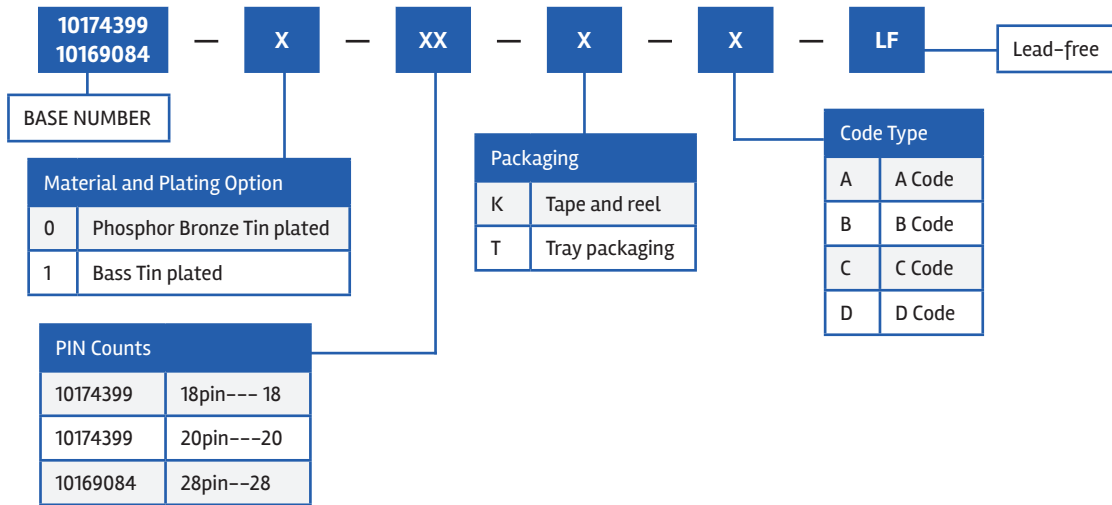 10174399
10169084
— X — XX — X — X — LF
Lead-free
BASE NUMBER
Material and Plating Option
0 Phosphor Bronze Tin plated
1 Bass Tin plated
PIN Counts
10174399 18pin--- 18
10174399 20pin---20
10169084 28pin--28
Packaging
K Tape and reel
T Tray packaging
Code Type
A A Code
B B Code
C C Code
D D Code